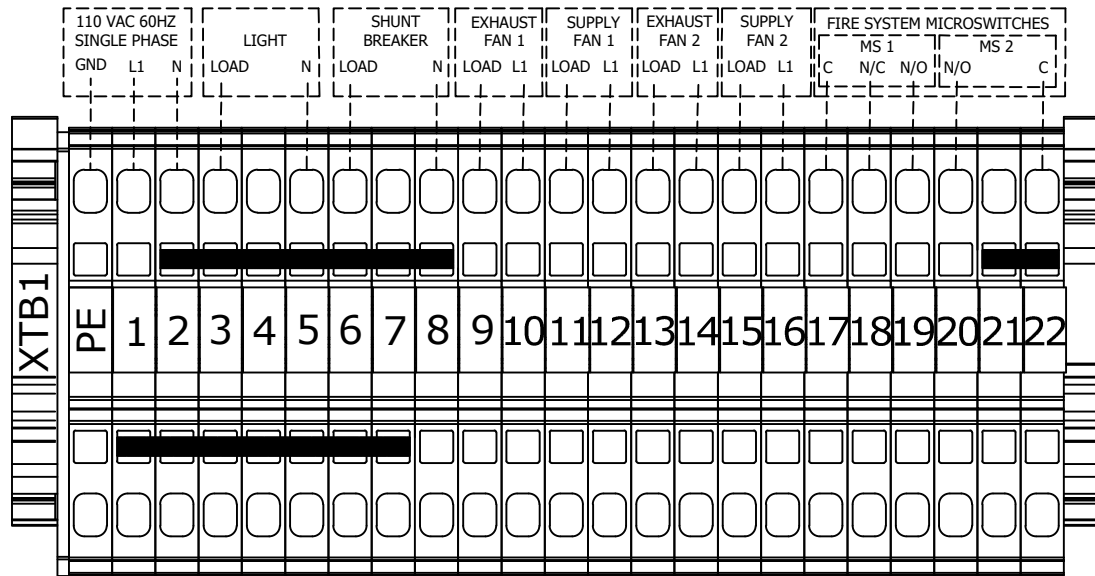 110 VAC 60HZ
SINGLE PHASE
GND L1 N
LIGHT
LOAD N
SHUNT
BREAKER
LOAD N
EXHAUST
FAN 1
LOAD L1
SUPPLY
FAN 1
LOAD L1
EXHAUST
FAN 2
LOAD L1
SUPPLY
FAN 2
LOAD L1
FIRE SYSTEM MICROSWITCHES
MS 1
C N/C N/O
MS 2
N/O C
XTB1
PE 1 2 3 4 5 6 7 8 9 10 11 12 13 14 15 16 17 18 19 20 21 22